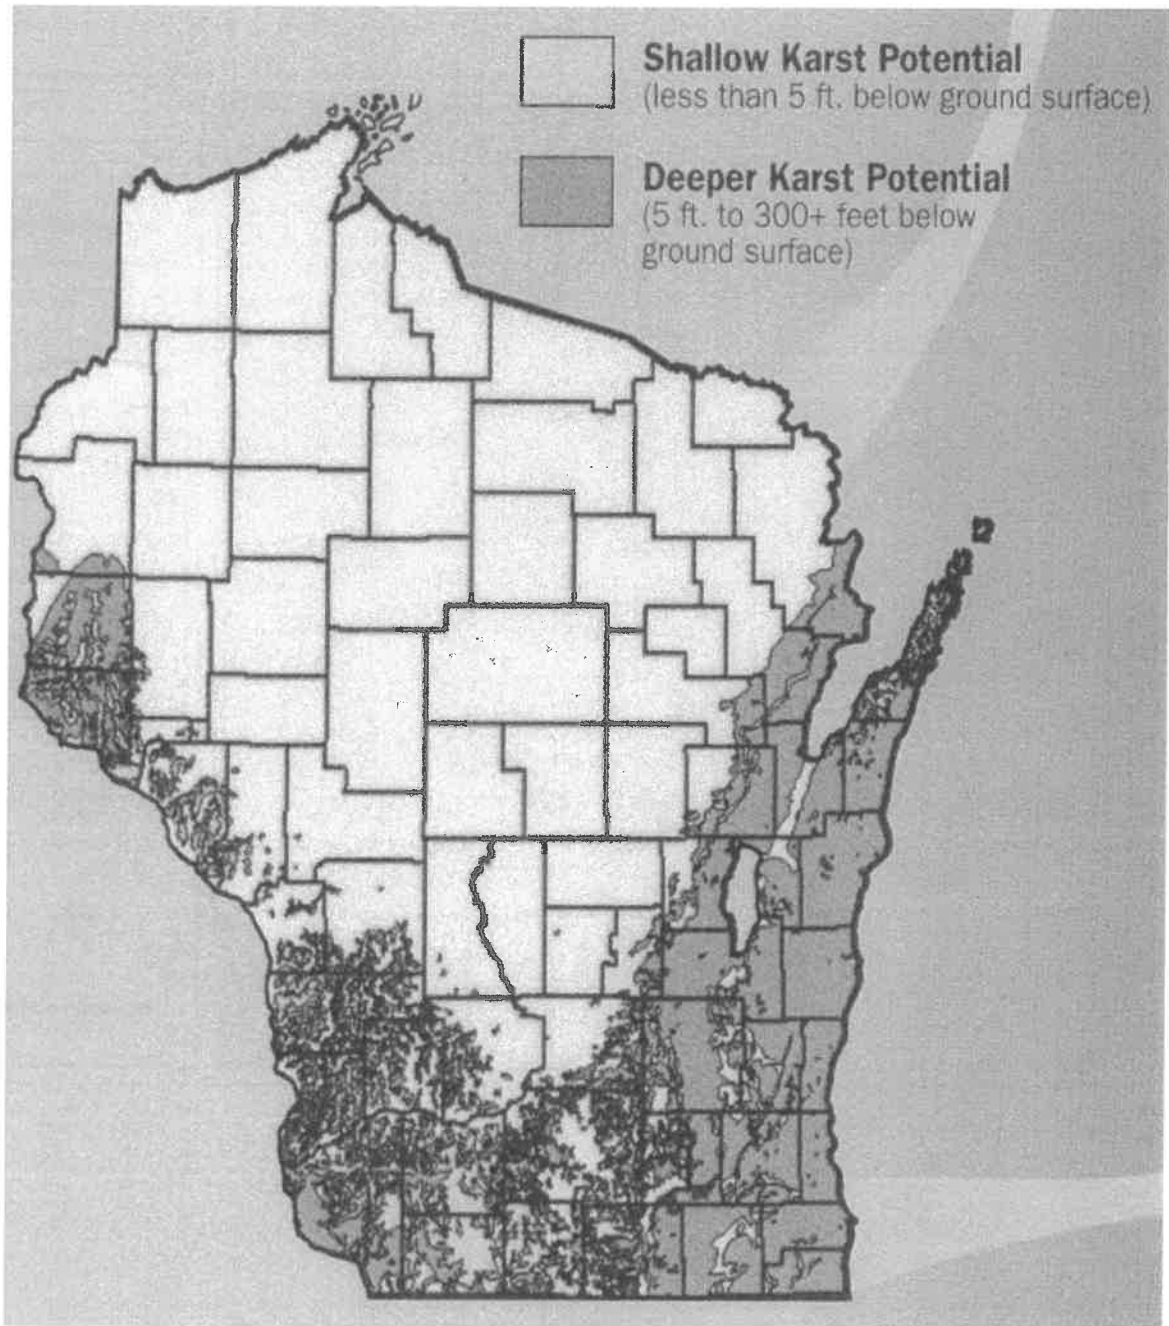 Shallow Karst Potential
(less than 5 ft. below ground surface)
Deeper Karst Potential
(5 ft. to 300+ feet below
ground surface)